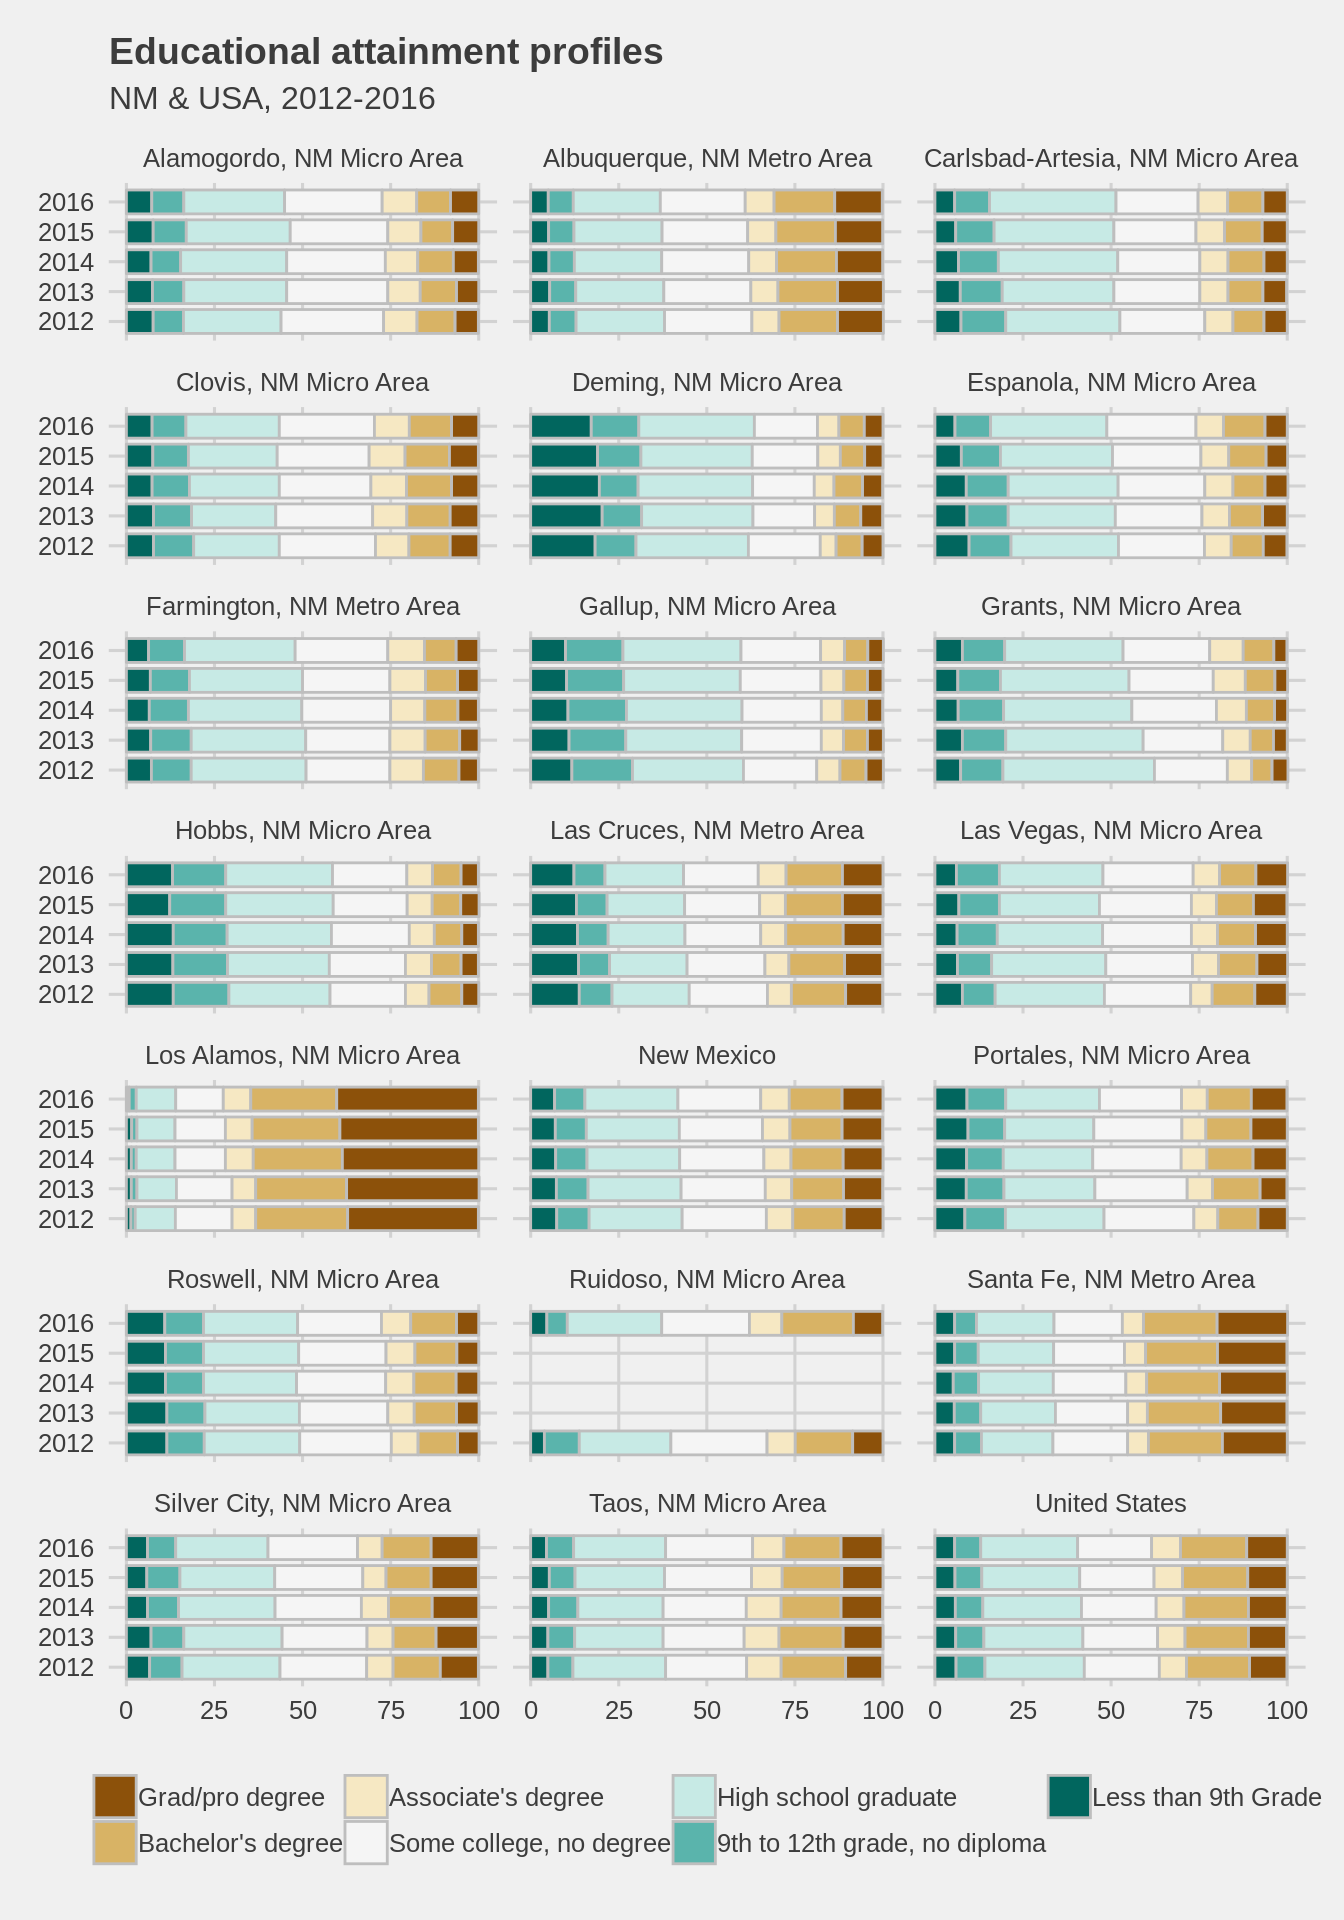 Educational attainment profiles
NM & USA, 2012-2016
Alamogordo, NM Micro Area
Albuquerque, NM Metro Area
Carlsbad-Artesia, NM Micro Area
2016
2015
2014
2013
2012
Clovis, NM Micro Area
Deming, NM Micro Area
Espanola, NM Micro Area
2016
2015
2014
2013
2012
Farmington, NM Metro Area
Gallup, NM Micro Area
Grants, NM Micro Area
2016
2015
2014
2013
2012
Hobbs, NM Micro Area
Las Cruces, NM Metro Area
Las Vegas, NM Micro Area
2016
2015
2014
2013
2012
Los Alamos, NM Micro Area
New Mexico
Portales, NM Micro Area
2016
2015
2014
2013
2012
Roswell, NM Micro Area
Ruidoso, NM Micro Area
Santa Fe, NM Metro Area
2016
2015
2014
2013
2012
Silver City, NM Micro Area
Taos, NM Micro Area
United States
2016
2015
2014
2013
2012
0 25 50 75 100
0 25 50 75 100
0 25 50 75 100
Grad/pro degree
Associate's degree
High school graduate
Less than 9th Grade
Bachelor's degree
Some college, no degree
9th to 12th grade, no diploma